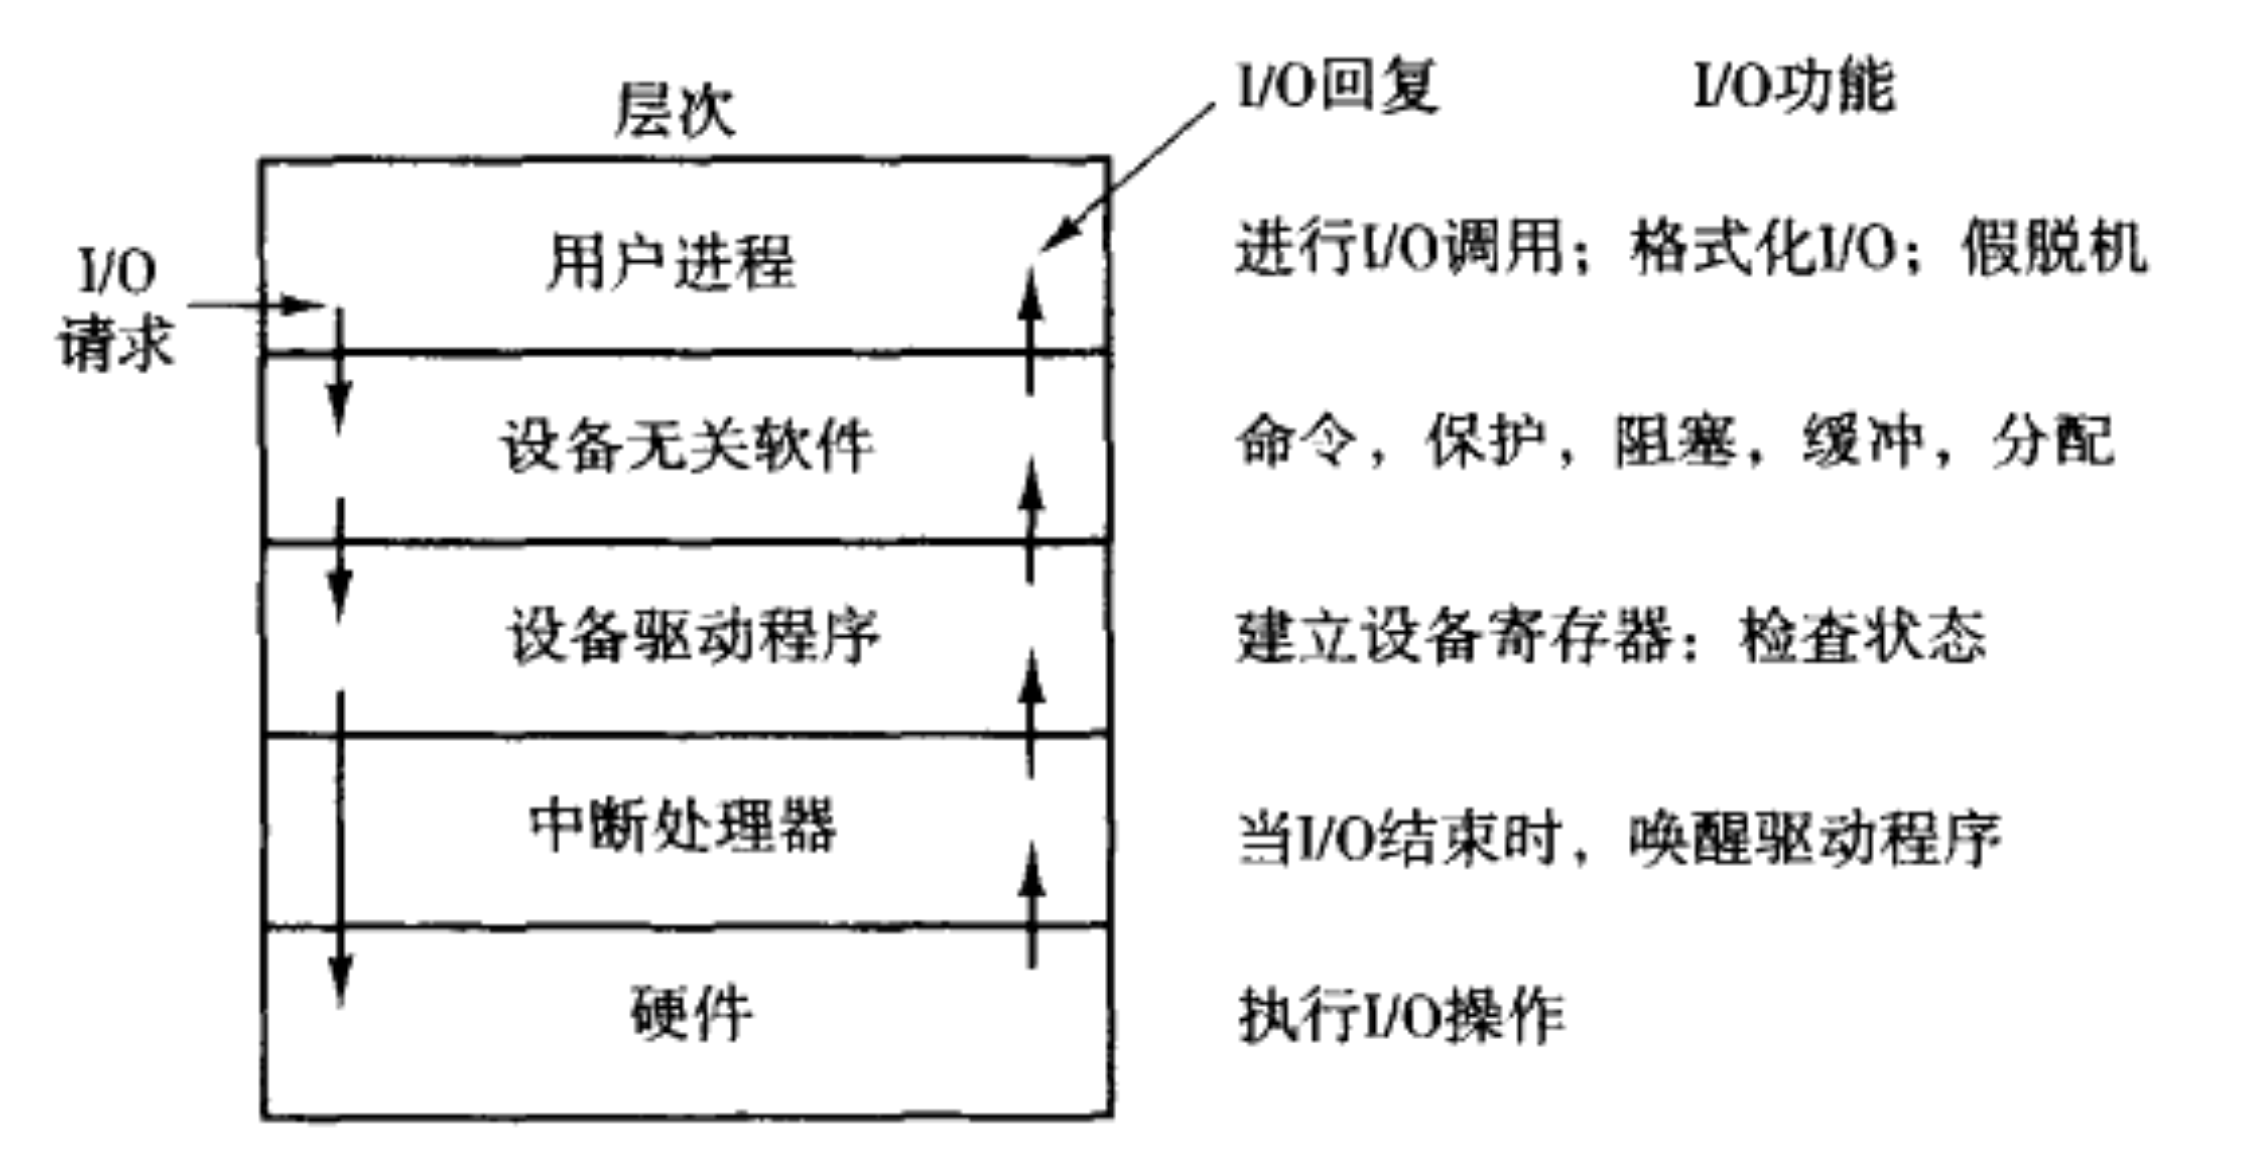 层次
I/O回复
I/O功能
I/O
请求
用户进程
进行I/O调用；格式化I/O；假脱机
设备无关软件
命令，保护，阻塞，缓冲，分配
设备驱动程序
建立设备寄存器：检查状态
中断处理器
当I/O结束时，唤醒驱动程序
硬件
执行I/O操作